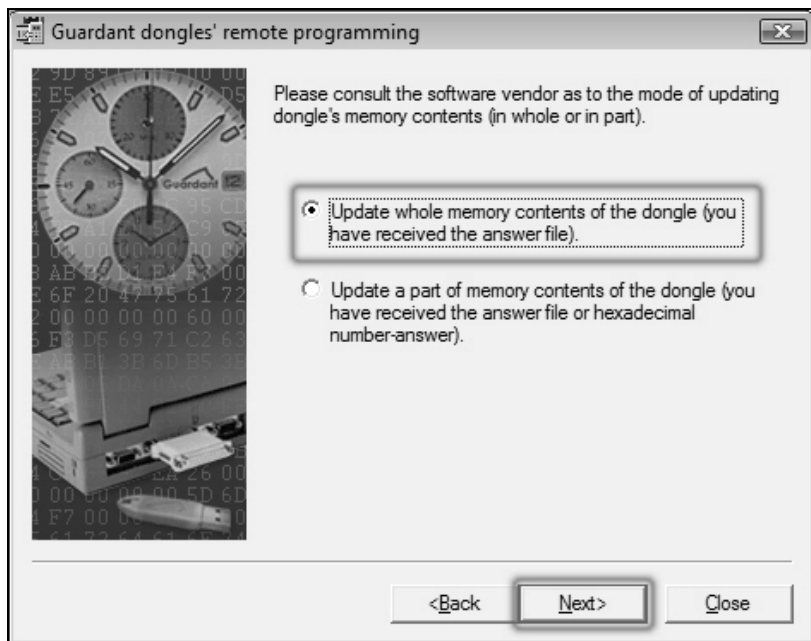 Guardant dongles' remote programming
Please consult the software vendor as to the mode of updating
dongle's memory contents (in whole or in part).
Update whole memory contents of the dongle (you
have received the answer file).
Update a part of memory contents of the dongle (you
have received the answer file or hexadecimal
number-answer).
Guardant 12
<Back
Next>
Close